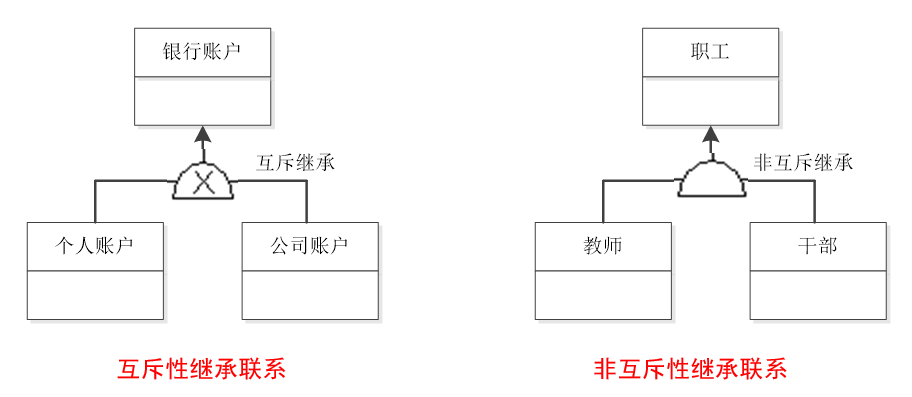 银行账户
职工
互斥继承
非互斥继承
X
个人账户
公司账户
教师
干部
互斥性继承联系
非互斥性继承联系